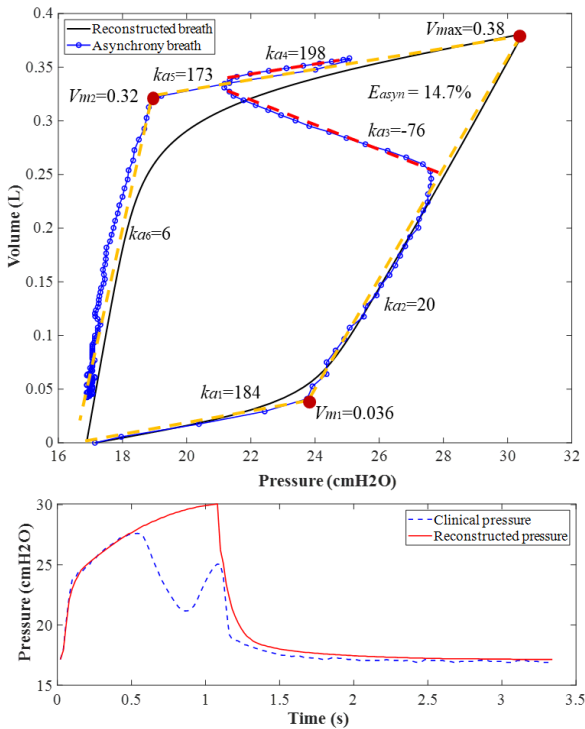 Reconstructed breath
Asynchrony breath
ka4=198
Vmax=0.38
ka5=173
Easyn = 14.7%
Vm2=0.32
ka3=-76
ka6=6
ka2=20
ka1=184
Vm1=0.036
0.4
0.35
0.3
0.25
0.2
0.15
0.1
0.05
0
Volume (L)
16
18
20
22
24
26
28
30
32
Pressure (cmH2O)
Clinical pressure
Reconstructed pressure
30
25
20
15
Pressure (cmH2O)
0
0.5
1
1.5
2
2.5
3
3.5
Time (s)